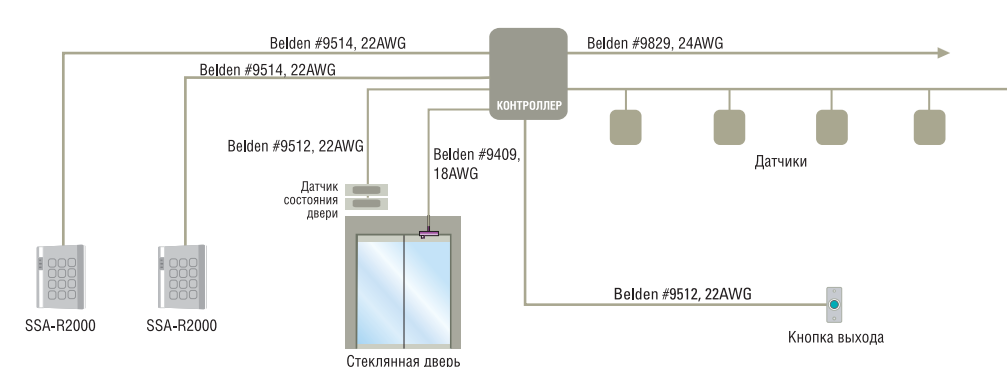 Belden #9514, 22AWG
Belden #9829, 24AWG
Belden #9514, 22AWG
КОНТРОЛЛЕР
Belden #9512, 22AWG
Belden #9409,
18AWG
Датчики
Датчик
состояния
двери
Belden #9512, 22AWG
SSA-R2000
SSA-R2000
Кнопка выхода
Стеклянная дверь